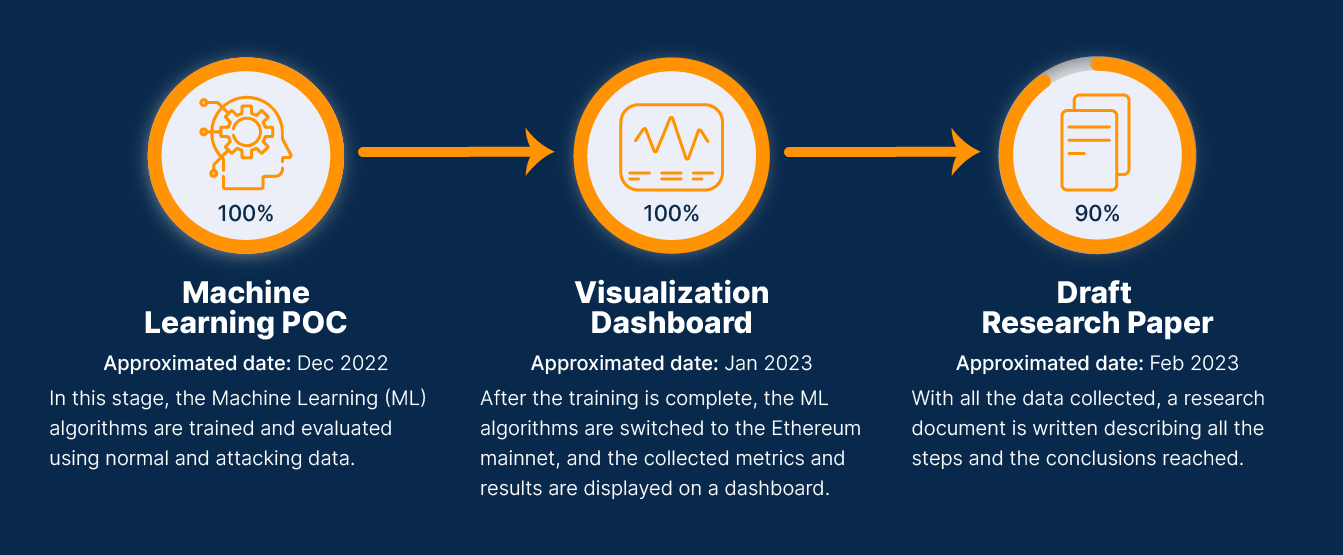 100%
Machine
Learning POC
Approximated date: Dec 2022
In this stage, the Machine Learning (ML)
algorithms are trained and evaluated
using normal and attacking data.
100%
Visualization
Dashboard
Approximated date: Jan 2023
After the training is complete, the ML
algorithms are switched to the Ethereum
mainnet, and the collected metrics and
results are displayed on a dashboard.
90%
Draft
Research Paper
Approximated date: Feb 2023
With all the data collected, a research
document is written describing all the
steps and the conclusions reached.